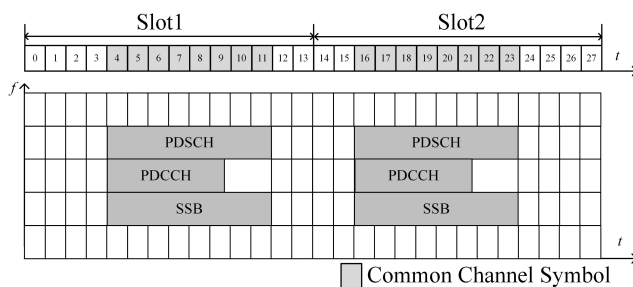 Slot1 Slot2
0 1 2 3 4 5 6 7 8 9 10 11 12 13 14 15 16 17 18 19 20 21 22 23 24 25 26 27 t
f
PDSCH PDSCH
PDCCH PDCCH
SSB SSB
t
Common Channel Symbol